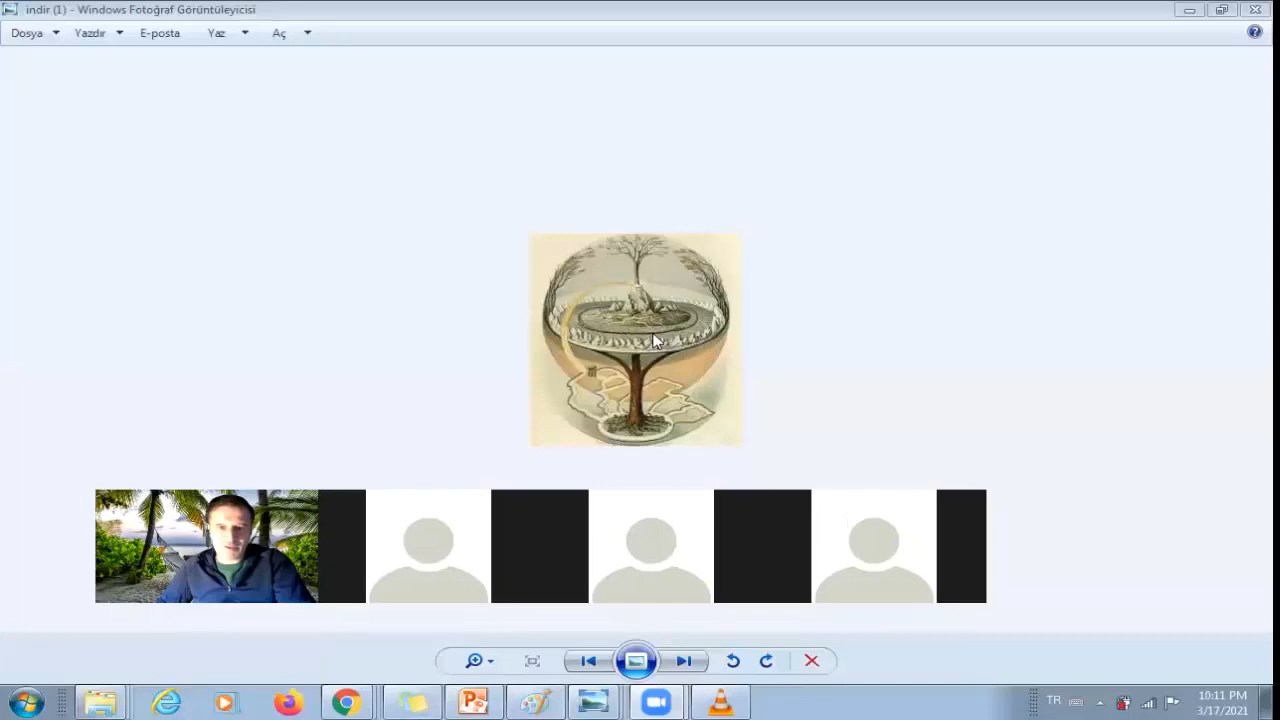 indir (1) - Windows Fotoğraf Görüntüleyicisi
Dosya Yazdır E-posta Yaz Aç
TR
10:11 PM
3/17/2021